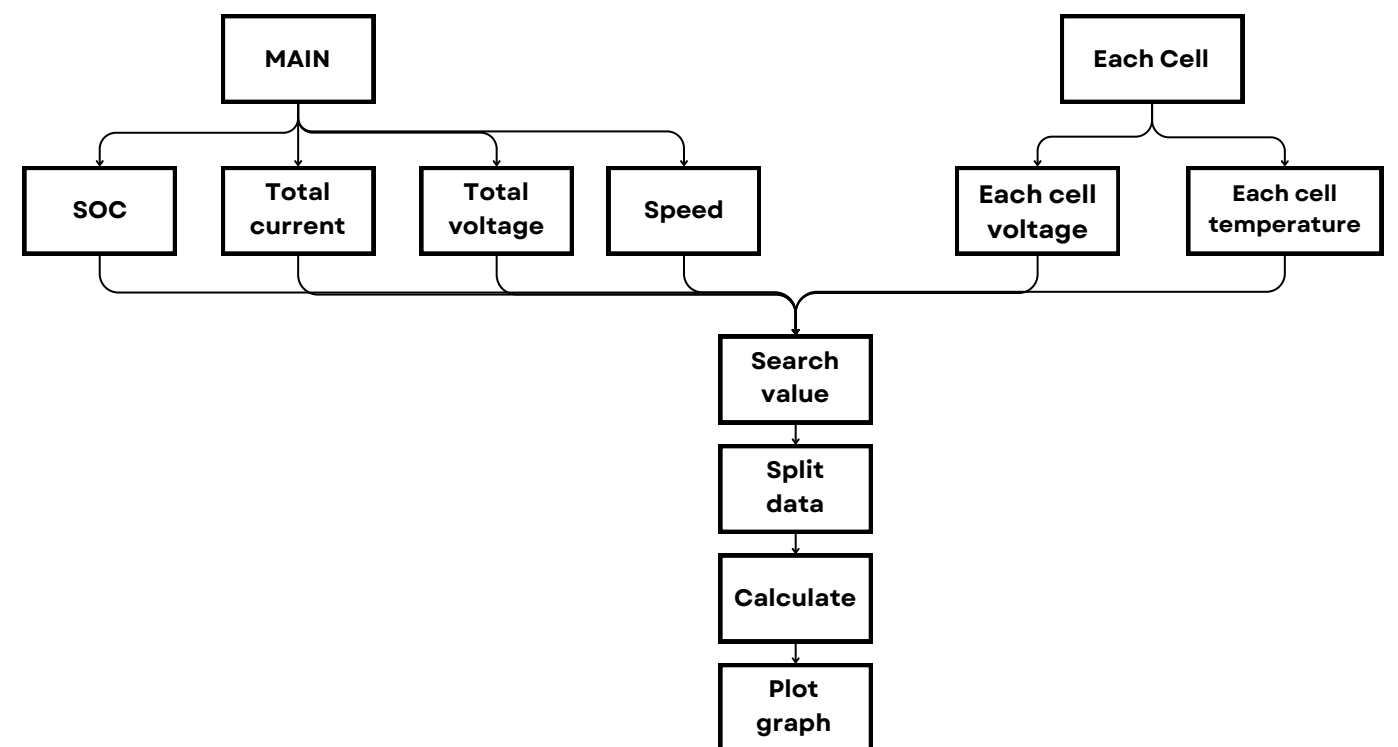 MAIN
Each Cell
SOC
Total
current
Total
voltage
Speed
Each cell
voltage
Each cell
temperature
Search
value
Split
data
Calculate
Plot
graph